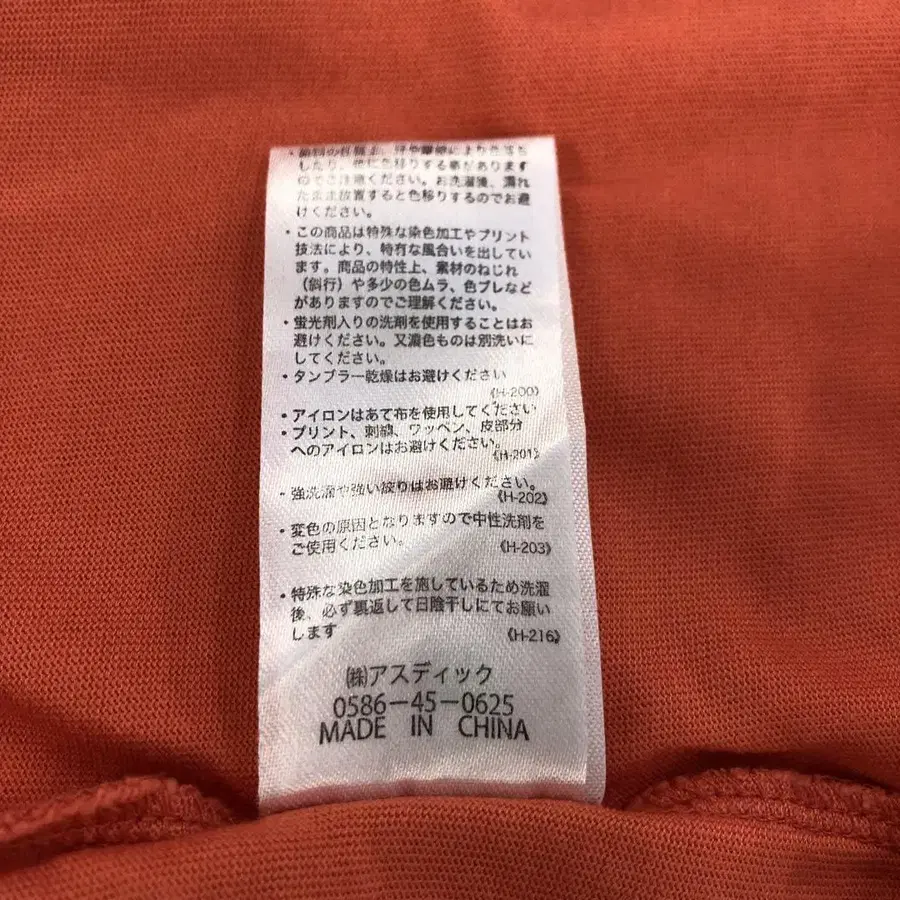 により色落ち
したり、他に色移りする事があります
のでご注意ください。お洗濯後、濡れ
たまま放置すると色移りするのでお避
けください。
・この商品は特殊な染色加工やプリント
技法により、特有な風合いを出してい
ます。商品の特性上、素材のねじれ
(斜行)や多少の色ムラ、色ブレなど
がありますのでご理解ください。
・蛍光剤入りの洗剤を使用することはお
避けください。又濃色ものは別洗いに
してください。
・タンブラー乾燥はお避けください
《H-200》
・アイロンはあて布を使用してください
・プリント、刺繍、ワッペン、皮部分
へのアイロンはお避けください。
《H-201》
・強洗濯や強い絞りはお避けください。
《H-202》
・変色の原因となりますので中性洗剤を
ご使用ください。
《H-203》
・特殊な染色加工を施しているため洗濯
後、必ず裏返して日陰干しにてお願い
します
《H-216》
㈱アスディック
0586-45-0625
MADE IN CHINA